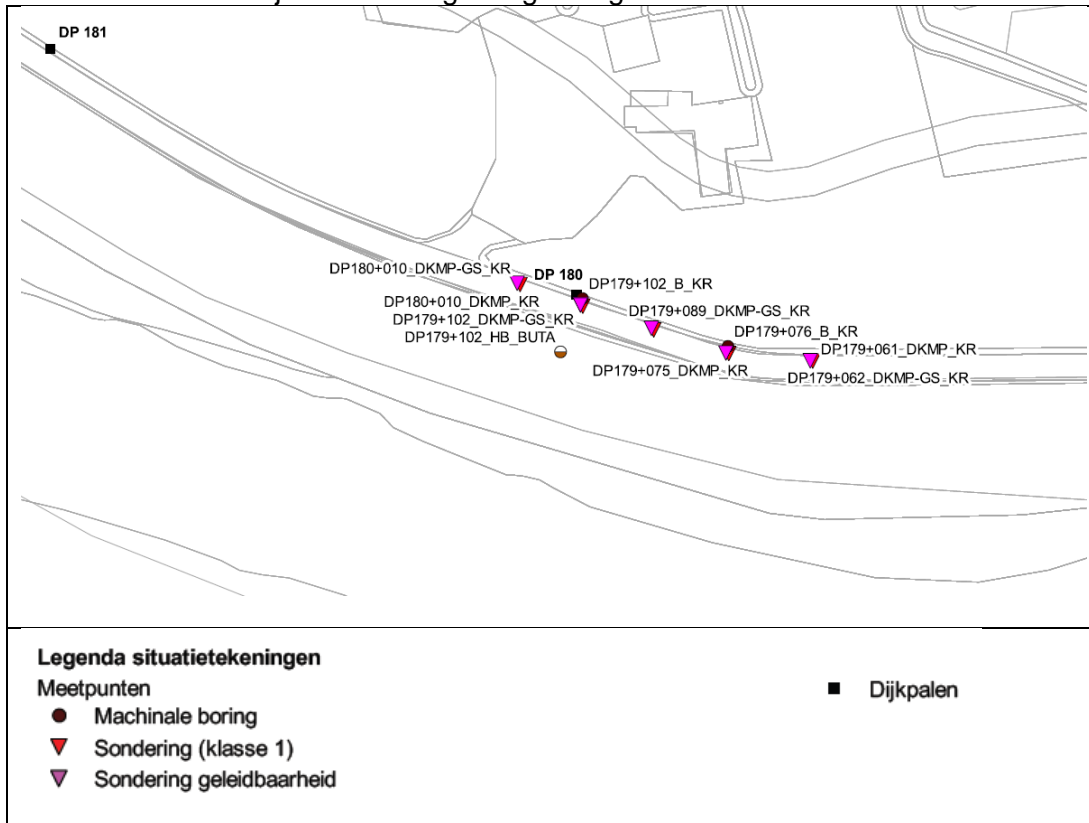 DP 181
DP180+010_DKMP-GS_KR
DP 180
DP179+102_B_KR
DP180+010_DKMP_KR
DP179+089_DKMP-GS_KR
DP179+102_DKMP-GS_KR
DP179+076_B_KR
DP179+102_HB_BUTA
DP179+061_DKMP_KR
DP179+075_DKMP_KR
DP179+062_DKMP-GS_KR
Legenda situatietekeningen
Meetpunten
Dijkpalen
Machinale boring
Sondering (klasse 1)
Sondering geleidbaarheid